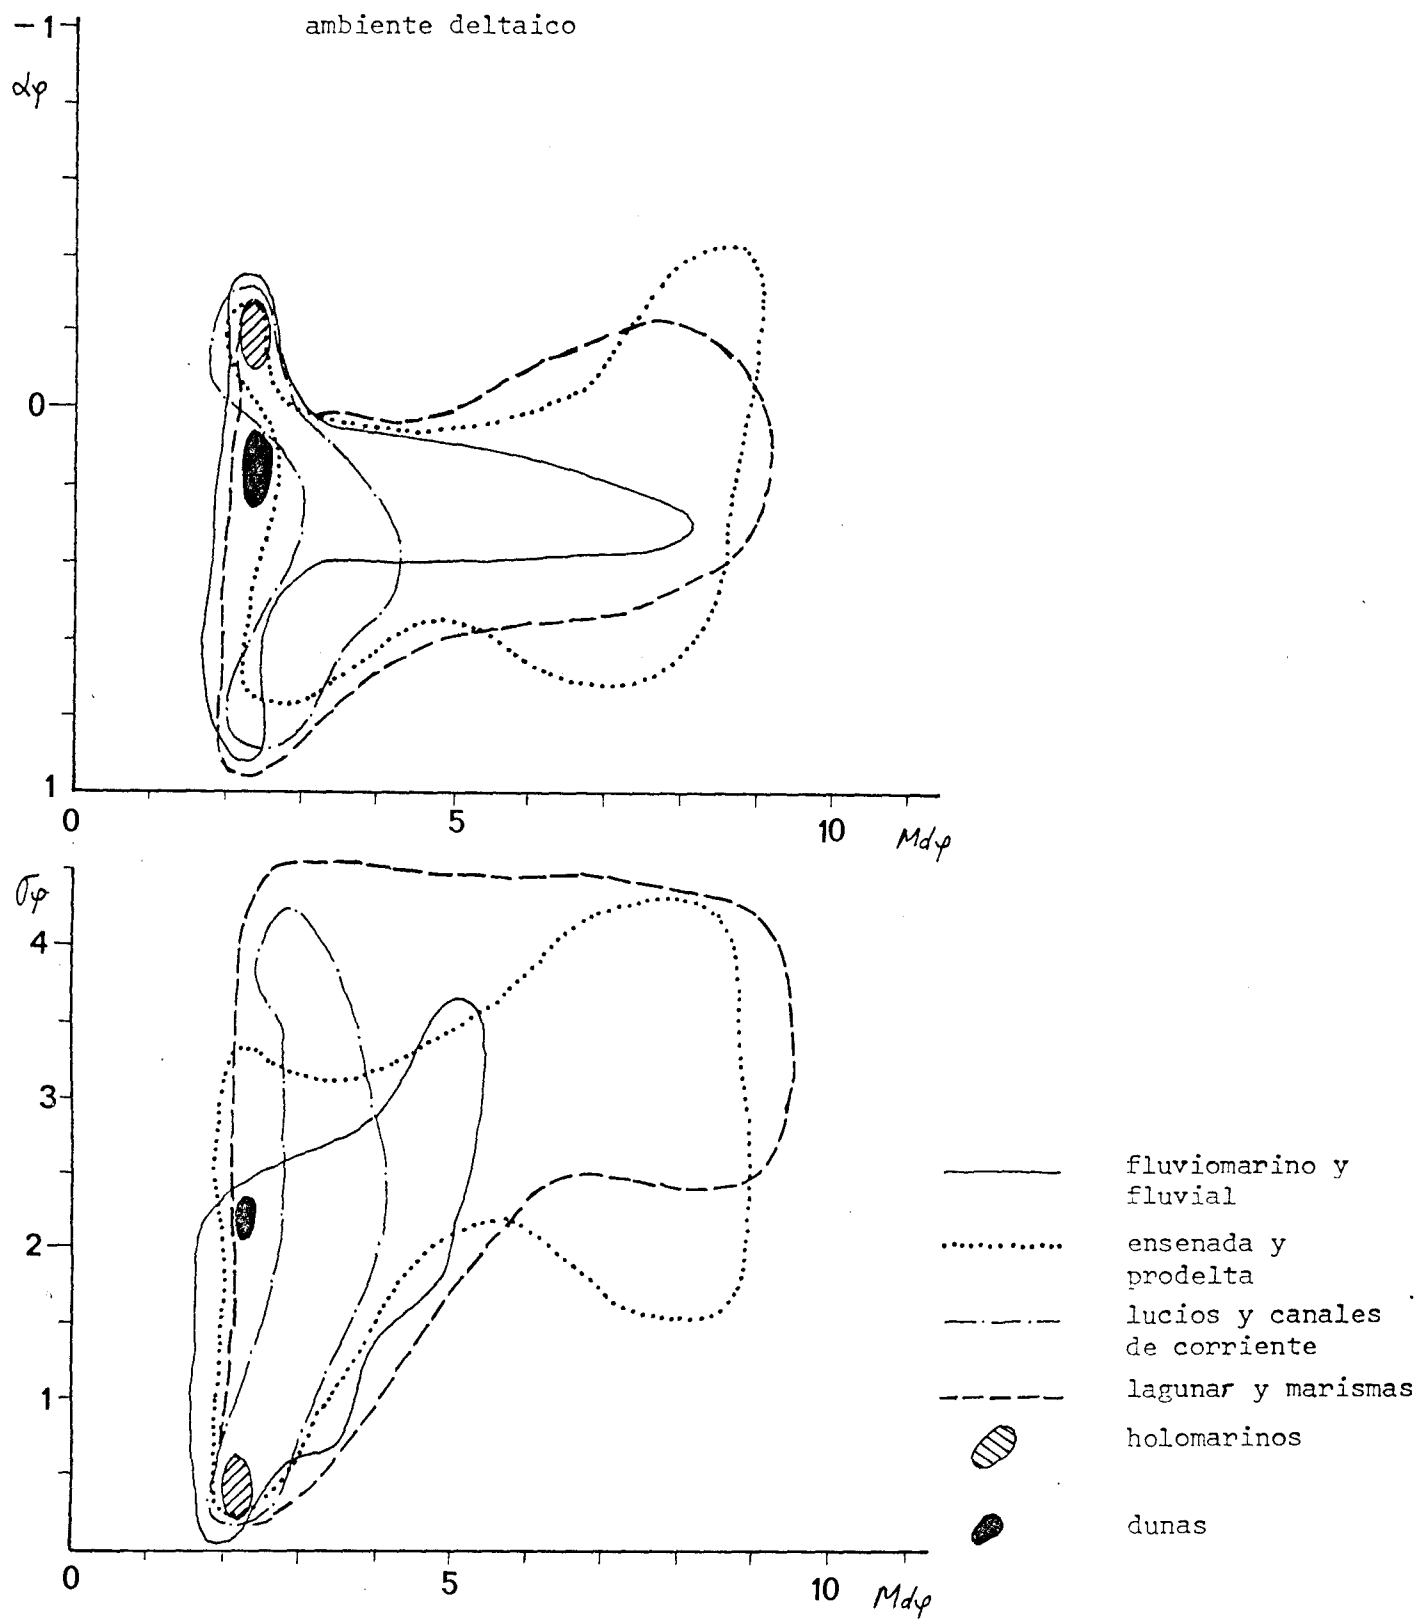 ambiente deltaico
-1
αφ
0
1
0
5
10
Mdφ
σφ
4
3
2
1
0
5
10
Mdφ
fluviomarino y
fluvial
ensenada y
prodelta
lucios y canales
de corriente
lagunar y marismas
holomarinos
dunas